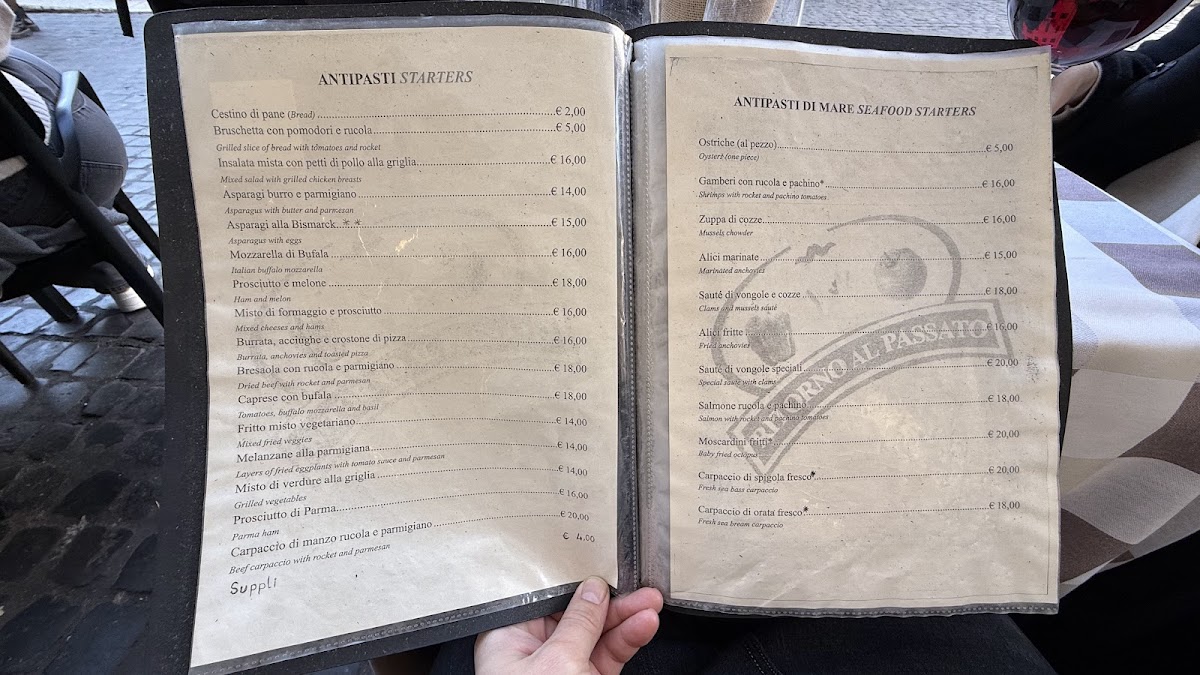 ANTIPASTI STARTERS
Cestino di pane (Bread) € 2,00
Bruschetta con pomodori e rucola € 5,00
Grilled slice of bread with tomatoes and rocket
Insalata mista con petti di pollo alla griglia € 16,00
Mixed salad with grilled chicken breasts
Asparagi burro e parmigiano € 14,00
Asparagus with butter and parmesan
Asparagi alla Bismarck ** € 15,00
Asparagus with eggs
Mozzarella di Bufala € 16,00
Italian buffalo mozzarella
Prosciutto e melone € 18,00
Ham and melon
Misto di formaggio e prosciutto € 16,00
Mixed cheeses and hams
Burrata, acciughe e crostone di pizza € 16,00
Burrata, anchovies and toasted pizza
Bresaola con rucola e parmigiano € 18,00
Dried beef with rocket and parmesan
Caprese con bufala € 18,00
Tomatoes, buffalo mozzarella and basil
Fritto misto vegetariano € 14,00
Mixed fried veggies
Melanzane alla parmigiana € 14,00
Layers of fried eggplants with tomato sauce and parmesan
Misto di verdure alla griglia € 14,00
Grilled vegetables
Prosciutto di Parma € 16,00
Parma ham
Carpaccio di manzo rucola e parmigiano € 20,00
Beef carpaccio with rocket and parmesan
Suppli € 4.00
ANTIPASTI DI MARE SEAFOOD STARTERS
Ostriche (al pezzo) € 5,00
Oysters (one piece)
Gamberi con rucola e pachino* € 16,00
Shrimps with rocket and pachino tomatoes
Zuppa di cozze € 16,00
Mussels chowder
Alici marinate € 15,00
Marinated anchovies
Sauté di vongole e cozze € 18,00
Clams and mussels sauté
Alici fritte € 16,00
Fried anchovies
Sauté di vongole speciali € 20,00
Special sauté with clams
Salmone rucola e pachino € 18,00
Salmon with rocket and pachino tomatoes
Moscardini fritti* € 20,00
Baby fried octopus
Carpaccio di spigola fresco* € 20,00
Fresh sea bass carpaccio
Carpaccio di orata fresco* € 18,00
Fresh sea bream carpaccio
RITORNO AL PASSATO